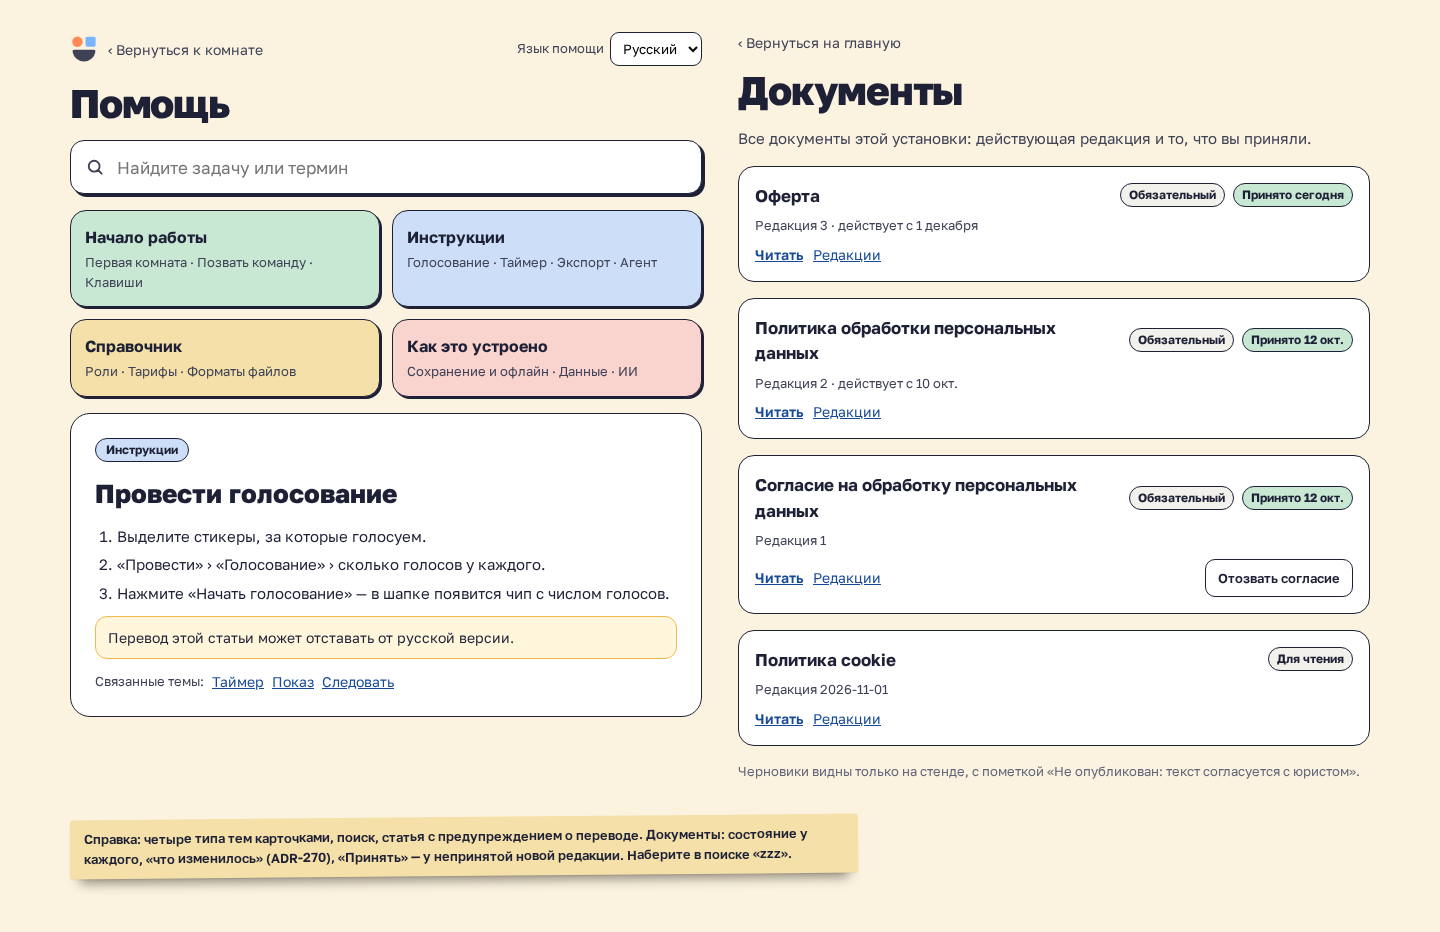 ‹ Вернуться к комнате
Язык помощи
Русский
Помощь
Найдите задачу или термин
Начало работы
Первая комната · Позвать команду ·
Клавиши
Инструкции
Голосование · Таймер · Экспорт · Агент
Справочник
Роли · Тарифы · Форматы файлов
Как это устроено
Сохранение и офлайн · Данные · ИИ
Инструкции
Провести голосование
1. Выделите стикеры, за которые голосуем.
2. «Провести» › «Голосование» › сколько голосов у каждого.
3. Нажмите «Начать голосование» — в шапке появится чип с числом голосов.
Перевод этой статьи может отставать от русской версии.
Связанные темы: Таймер Показ Следовать
‹ Вернуться на главную
Документы
Все документы этой установки: действующая редакция и то, что вы приняли.
Оферта
Обязательный
Принято сегодня
Редакция 3 · действует с 1 декабря
Читать Редакции
Политика обработки персональных
данных
Обязательный
Принято 12 окт.
Редакция 2 · действует с 10 окт.
Читать Редакции
Согласие на обработку персональных
данных
Обязательный
Принято 12 окт.
Редакция 1
Читать Редакции
Отозвать согласие
Политика cookie
Для чтения
Редакция 2026-11-01
Читать Редакции
Черновики видны только на стенде, с пометкой «Не опубликован: текст согласуется с юристом».
Справка: четыре типа тем карточками, поиск, статья с предупреждением о переводе. Документы: состояние у
каждого, «что изменилось» (ADR-270), «Принять» — у непринятой новой редакции. Наберите в поиске «zzz».